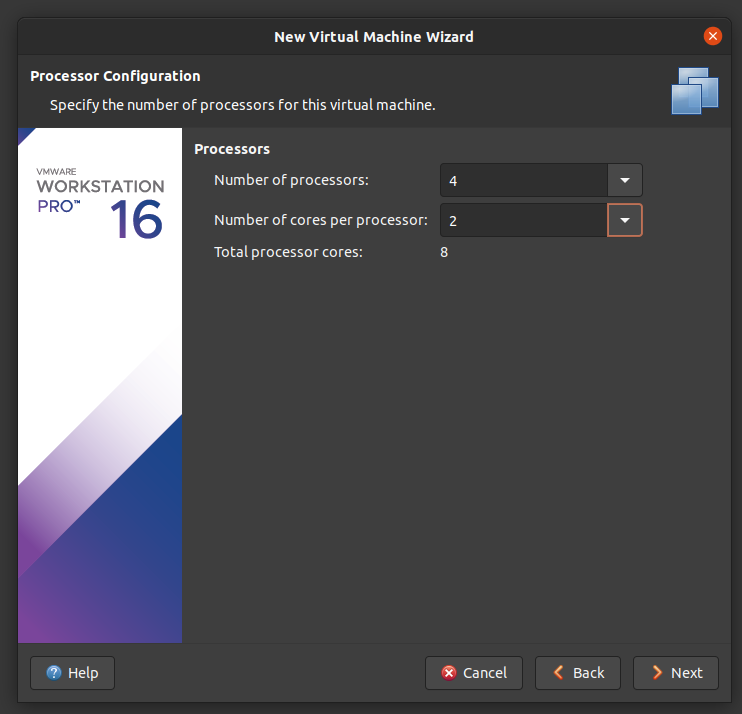 New Virtual Machine Wizard
Processor Configuration
Specify the number of processors for this virtual machine.
VMWARE
WORKSTATION
PRO™ 16
Processors
Number of processors: 4
Number of cores per processor: 2
Total processor cores: 8
Help Cancel Back Next